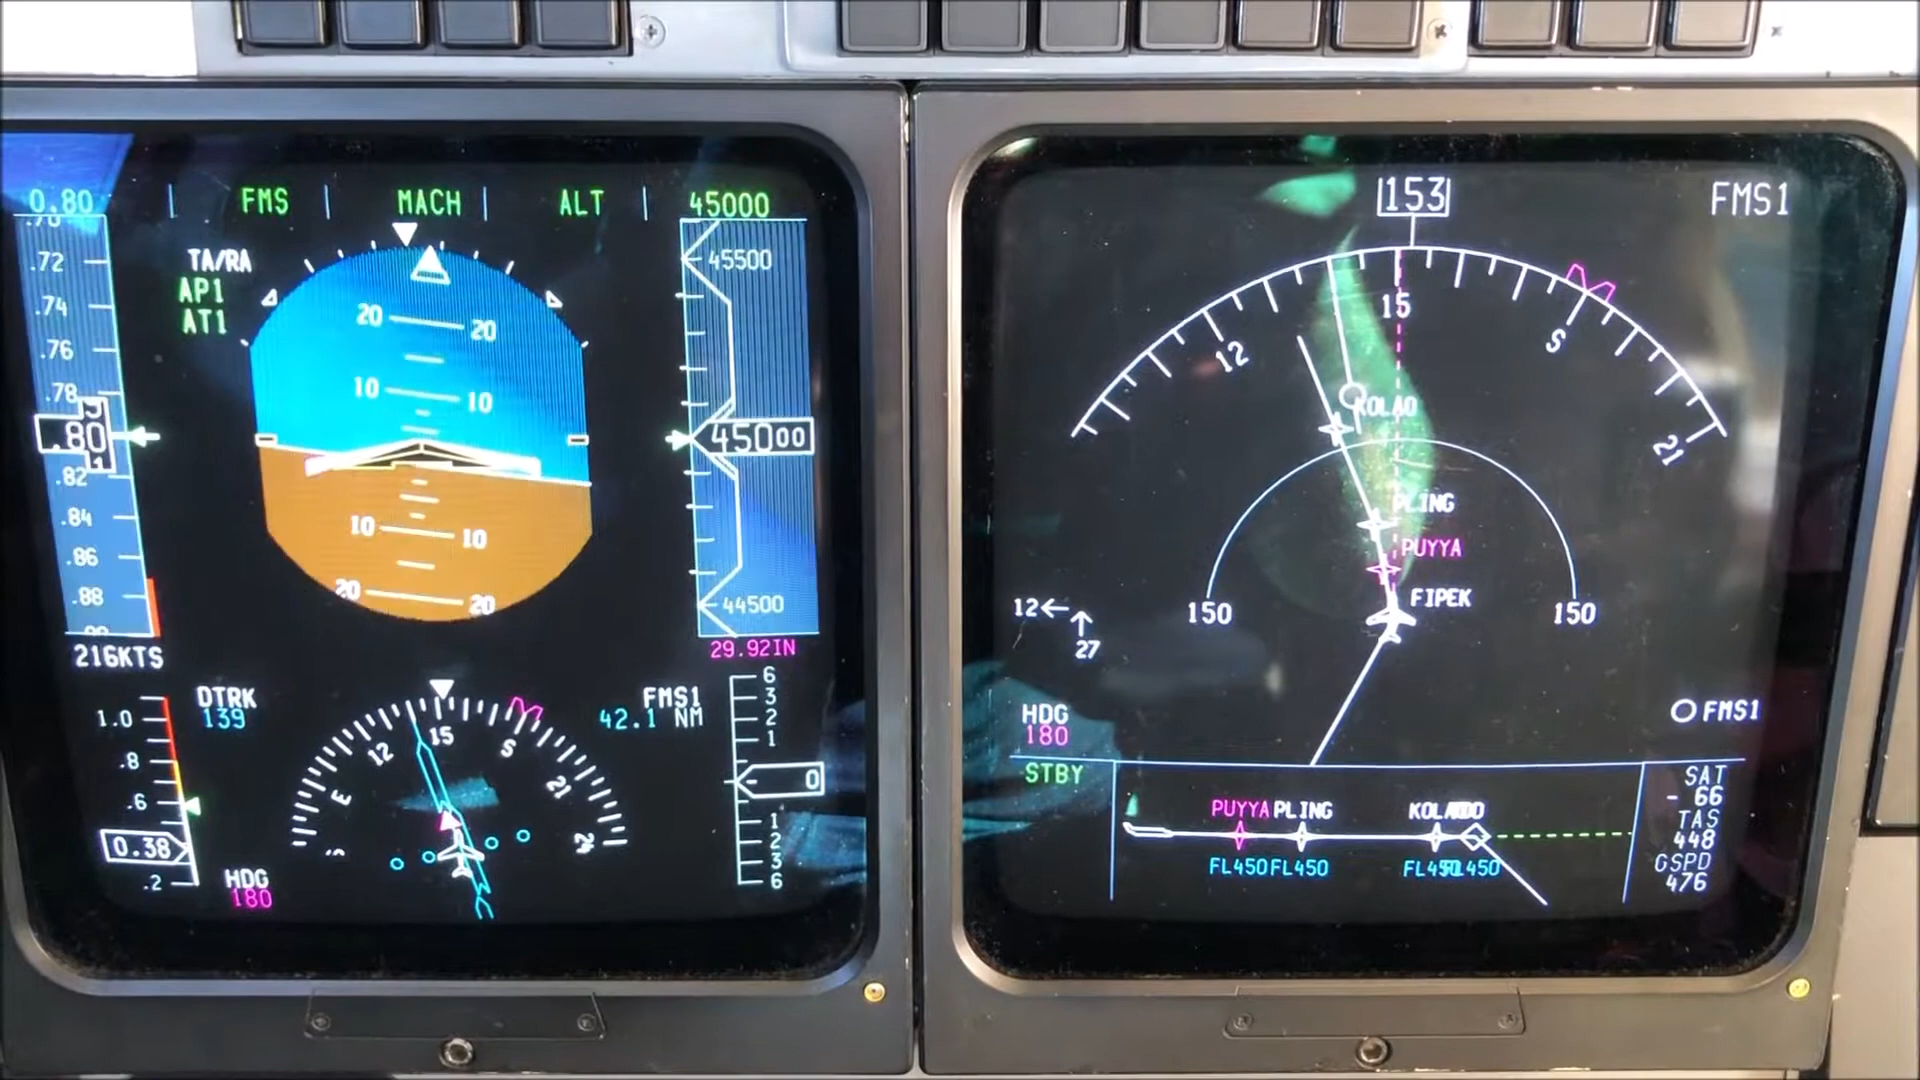 0.80 FMS MACH ALT 45000
.70
.72
.74
.76
.78
.80
.82
.84
.86
.88
216KTS
TA/RA
AP1
AT1
20 20
10 10
10 10
20 20
45500
45000
44500
29.92IN
1.0
.8
.6
0.38
.2
DTRK
139
HDG
180
12 15 S 21
E
FMS1
42.1 NM
6
3
2
1
0
1
2
3
6
153
FMS1
12 15 S 21
KOLAO
PLING
PUYYA
FIPEK
150 150
12
27
HDG
180
FMS1
STBY
PUYYA PLING
FL450 FL450
SAT
- 66
TAS
448
GSPD
476